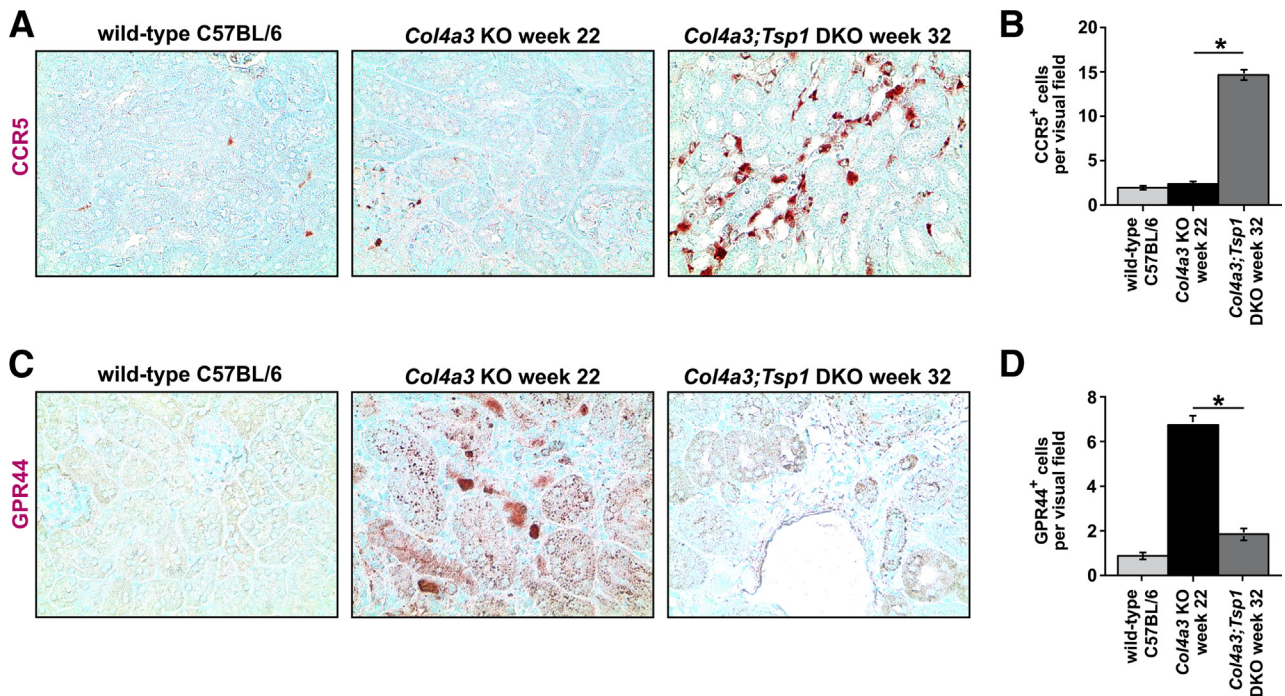 A
wild-type C57BL/6
Col4a3 KO week 22
Col4a3;Tsp1 DKO week 32
CCR5
B
20
15
10
5
0
CCR5+ cells
per visual field
*
wild-type
C57BL/6
Col4a3 KO
week 22
Col4a3;Tsp1
DKO week 32
C
wild-type C57BL/6
Col4a3 KO week 22
Col4a3;Tsp1 DKO week 32
GPR44
D
8
6
4
2
0
GPR44+ cells
per visual field
*
wild-type
C57BL/6
Col4a3 KO
week 22
Col4a3;Tsp1
DKO week 32